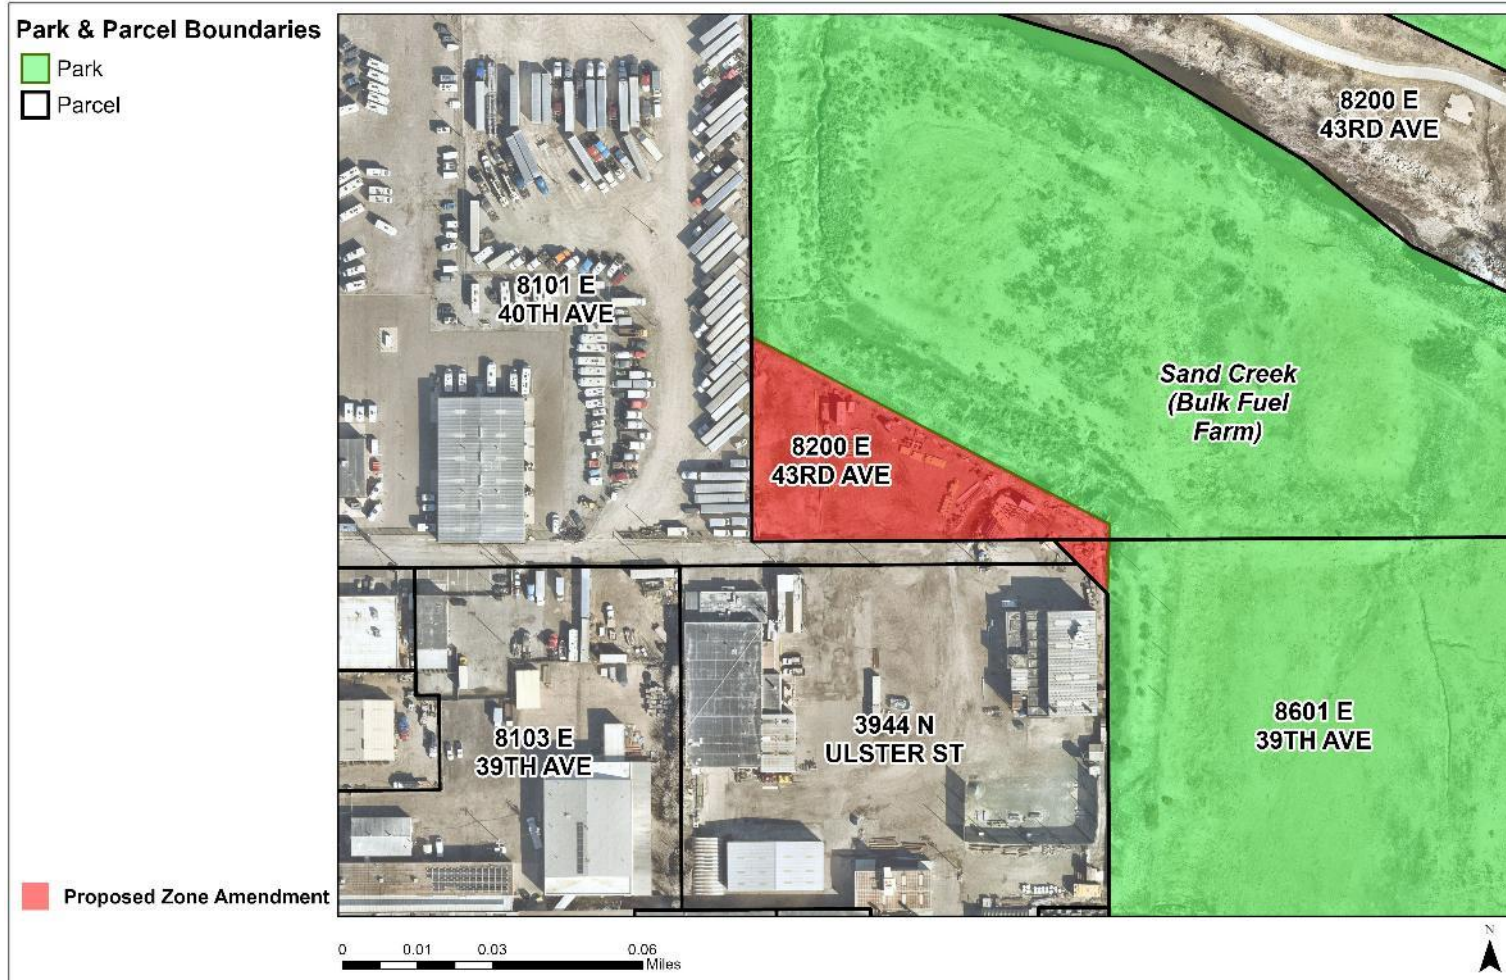 Park & Parcel Boundaries
Park
Parcel
8200 E
43RD AVE
8101 E
40TH AVE
Sand Creek
(Bulk Fuel
Farm)
8200 E
43RD AVE
8103 E
39TH AVE
3944 N
ULSTER ST
8601 E
39TH AVE
Proposed Zone Amendment
0 0.01 0.03 0.06
Miles
N